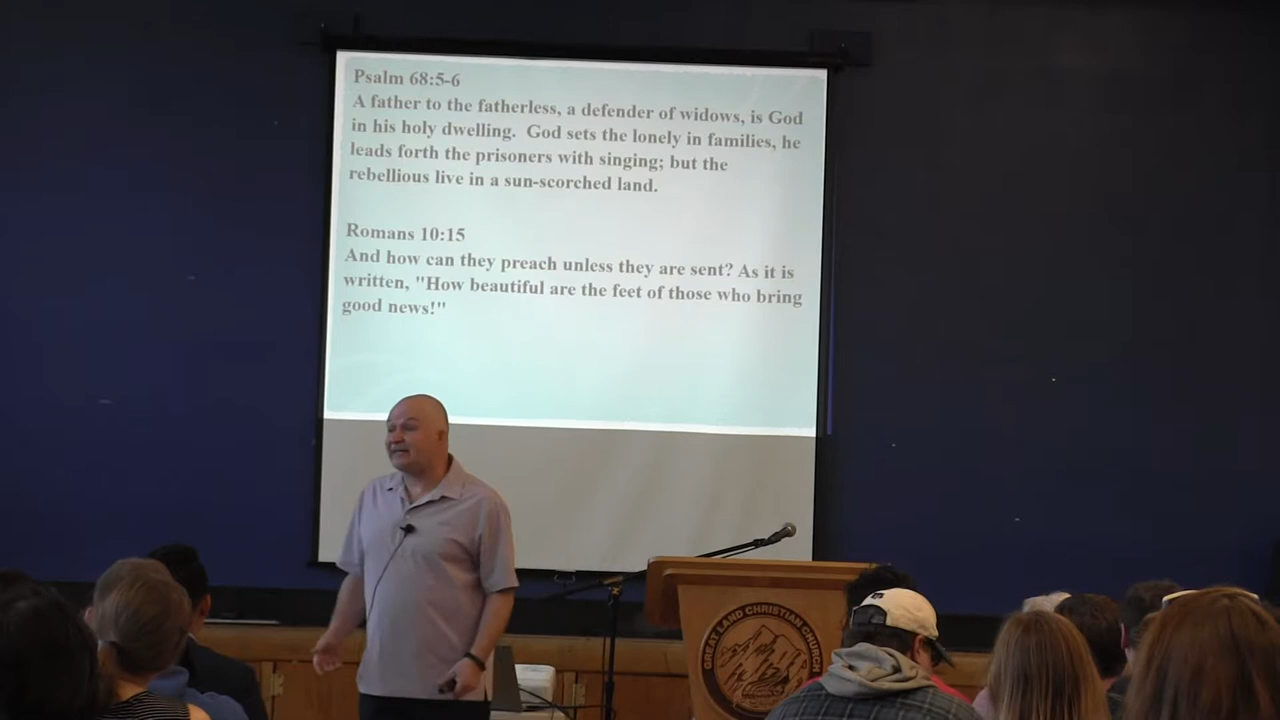 Psalm 68:5-6
A father to the fatherless, a defender of widows, is God
in his holy dwelling.  God sets the lonely in families, he
leads forth the prisoners with singing; but the
rebellious live in a sun-scorched land.
Romans 10:15
And how can they preach unless they are sent? As it is
written, "How beautiful are the feet of those who bring
good news!"
GREAT LAND CHRISTIAN CHURCH